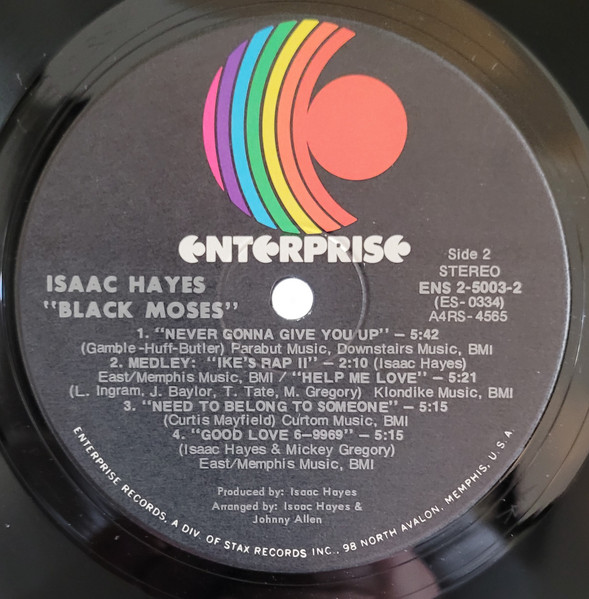 ENTERPRISE
Side 2
STEREO
ENS 2-5003-2
(ES-0334)
A4RS-4565
ISAAC HAYES
"BLACK MOSES"
1. "NEVER GONNA GIVE YOU UP" – 5:42
(Gamble-Huff-Butler) Parabut Music, Downstairs Music, BMI
2. MEDLEY: "IKE'S RAP II" – 2:10 (Isaac Hayes)
East/Memphis Music, BMI / "HELP ME LOVE" – 5:21
(L. Ingram, J. Baylor, T. Tate, M. Gregory) Klondike Music, BMI
3. "NEED TO BELONG TO SOMEONE" – 5:15
(Curtis Mayfield) Curtom Music, BMI
4. "GOOD LOVE 6-9969" – 5:15
(Isaac Hayes & Mickey Gregory)
East/Memphis Music, BMI
Produced by: Isaac Hayes
Arranged by: Isaac Hayes &
Johnny Allen
ENTERPRISE RECORDS, A DIV. OF STAX RECORDS INC., 98 NORTH AVALON, MEMPHIS, U.S.A.